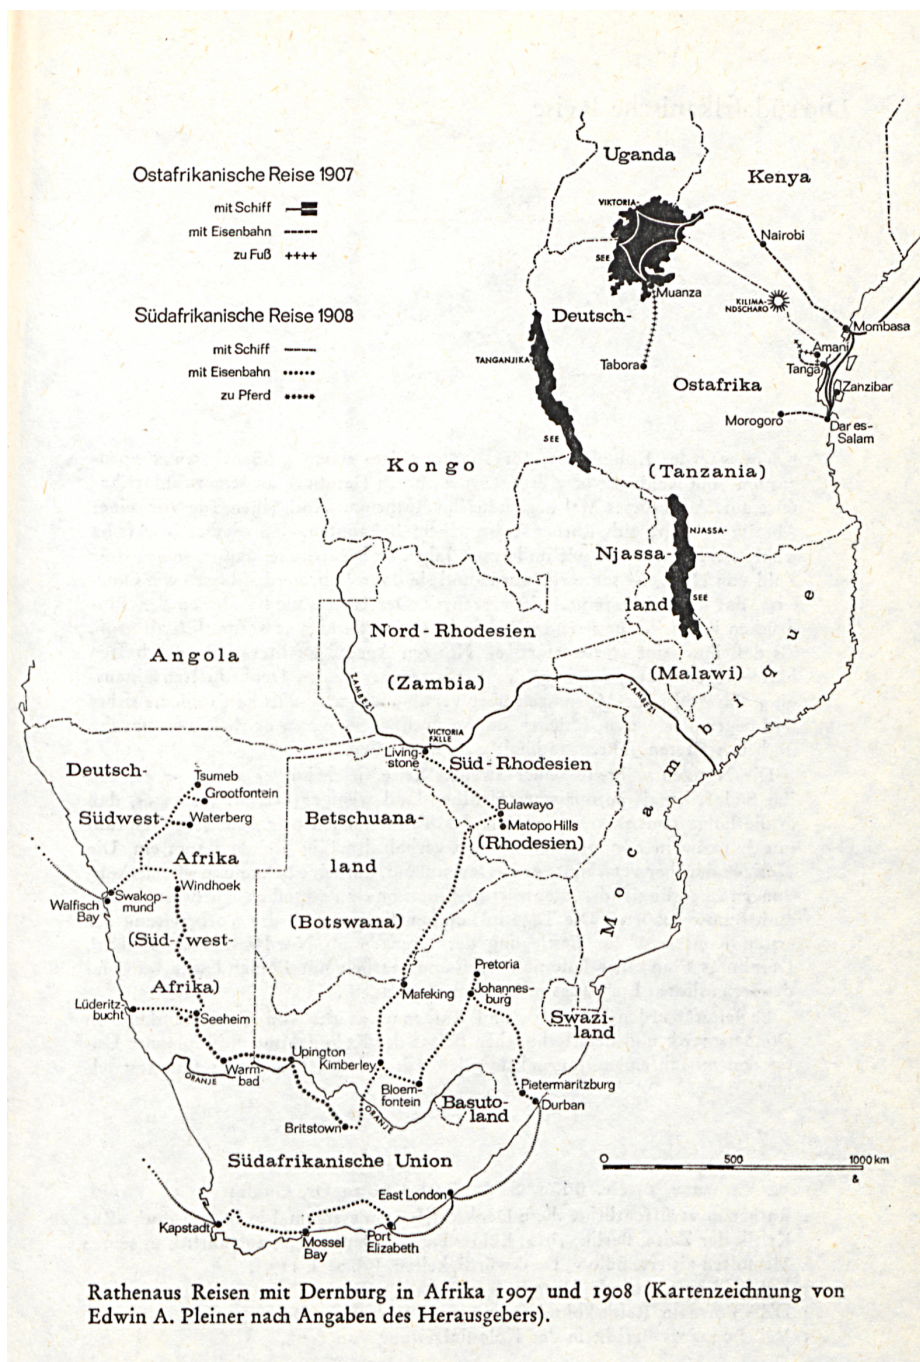 Ostafrikanische Reise 1907
mit Schiff
mit Eisenbahn
zu Fuß
Südafrikanische Reise 1908
mit Schiff
mit Eisenbahn
zu Pferd
Uganda
Kenya
VIKTORIA-
SEE
Nairobi
Muanza
KILIMA-
NDSCHARO
Deutsch-
Mombasa
TANGANJIKA-
Tabora
Amani
Tanga
Ostafrika
Zanzibar
Morogoro
Dar es-
Salam
SEE
Kongo
(Tanzania)
NJASSA-
Njassa-
SEE
land
Nord-Rhodesien
Angola
(Zambia)
(Malawi)
ZAMBEZI
ZAMBEZI
Mocambique
VICTORIA
FÄLLE
Living-
stone
Süd-Rhodesien
Deutsch-
Tsumeb
Grootfontein
Südwest-
Waterberg
Betschuana-
Bulawayo
Matopo Hills
(Rhodesien)
Afrika
land
Windhoek
Swakop-
mund
Walfisch
Bay
(Botswana)
(Süd-west-
Pretoria
Afrika)
Mafeking
Johannes-
burg
Lüderitz-
bucht
Seeheim
Swazi-
land
Upington
Warm-
bad
ORANJE
Kimberley
Bloem-
fontein
Pietermaritzburg
Basuto-
land
Durban
ORANJE
Britstown
Südafrikanische Union
0 500 1000 km
&
East London
Kapstadt
Mossel
Bay
Port
Elizabeth
Rathenaus Reisen mit Dernburg in Afrika 1907 und 1908 (Kartenzeichnung von
Edwin A. Pleiner nach Angaben des Herausgebers).